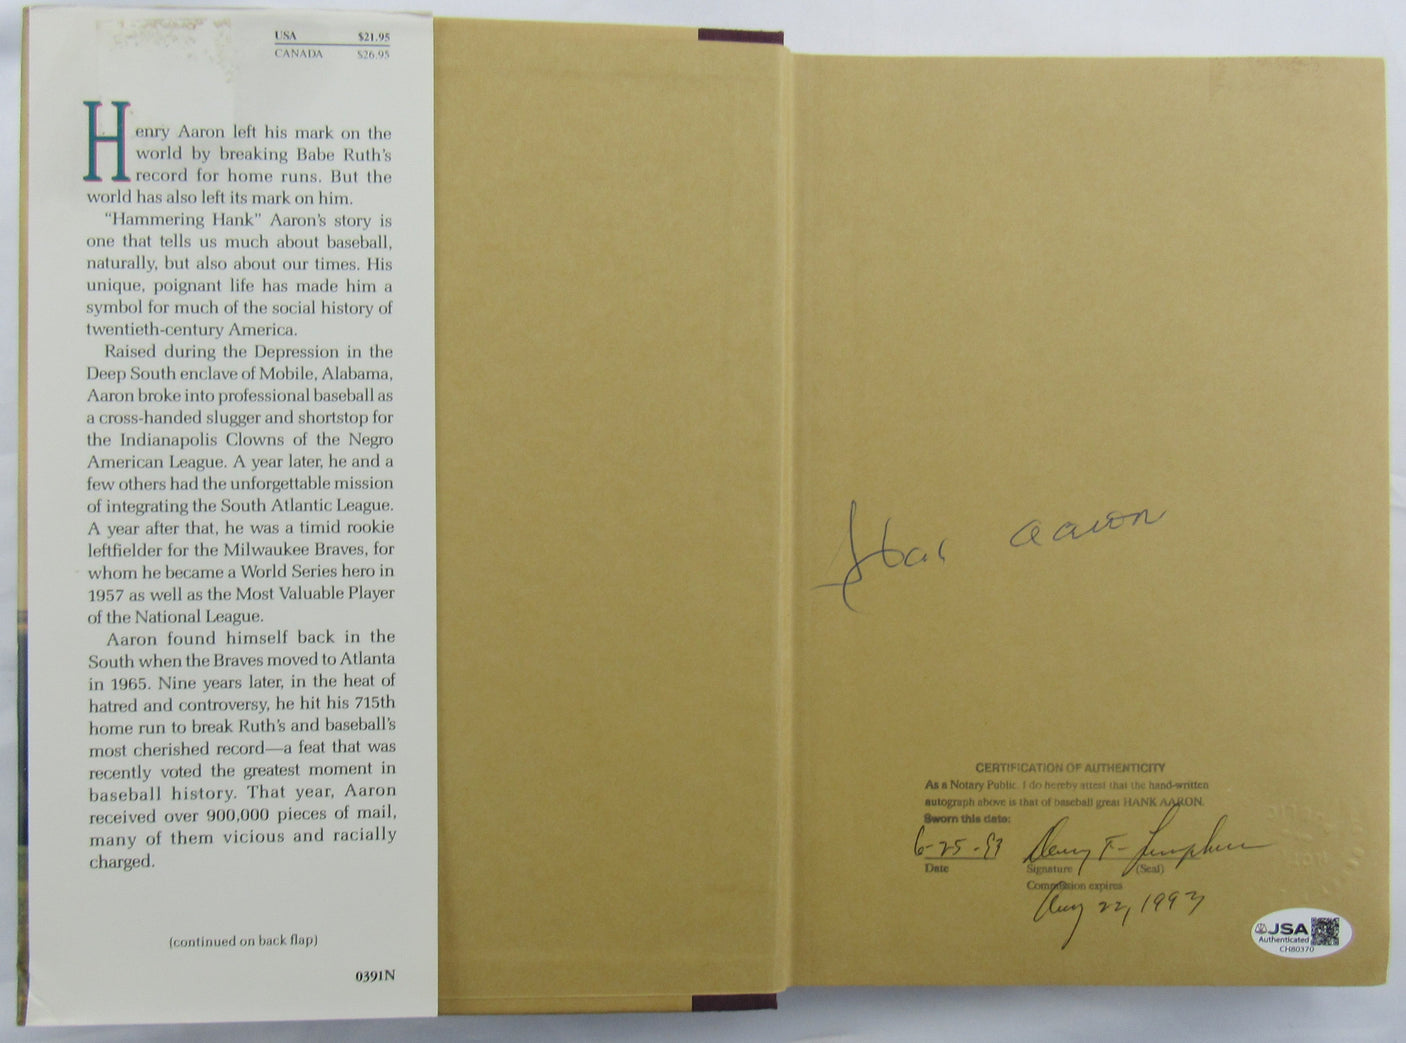 USA $21.95
CANADA $26.95
Henry Aaron left his mark on the
world by breaking Babe Ruth's
record for home runs. But the
world has also left its mark on him.
"Hammering Hank" Aaron's story is
one that tells us much about baseball,
naturally, but also about our times. His
unique, poignant life has made him a
symbol for much of the social history of
twentieth-century America.
Raised during the Depression in the
Deep South enclave of Mobile, Alabama,
Aaron broke into professional baseball as
a cross-handed slugger and shortstop for
the Indianapolis Clowns of the Negro
American League. A year later, he and a
few others had the unforgettable mission
of integrating the South Atlantic League.
A year after that, he was a timid rookie
leftfielder for the Milwaukee Braves, for
whom he became a World Series hero in
1957 as well as the Most Valuable Player
of the National League.
Aaron found himself back in the
South when the Braves moved to Atlanta
in 1965. Nine years later, in the heat of
hatred and controversy, he hit his 715th
home run to break Ruth's and baseball's
most cherished record—a feat that was
recently voted the greatest moment in
baseball history. That year, Aaron
received over 900,000 pieces of mail,
many of them vicious and racially
charged.
(continued on back flap)
0391N
Hank Aaron
CERTIFICATION OF AUTHENTICITY
As a Notary Public, I do hereby attest that the hand-written
autograph above is that of baseball great HANK AARON.
Sworn this date:
6-25-93
Date Signature (Seal)
Commission expires
Aug 22, 1993
JSA
Authenticated
CH80370